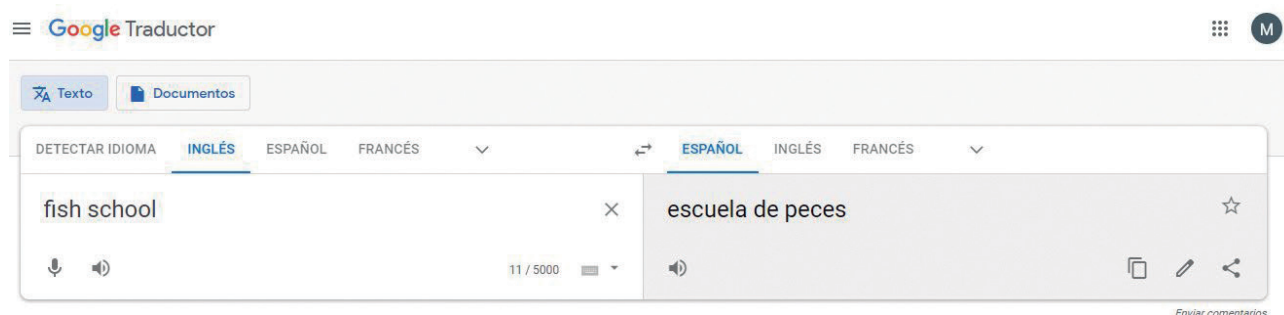 Google Traductor
M
Texto Documentos
DETECTAR IDIOMA INGLÉS ESPAÑOL FRANCÉS ESPAÑOL INGLÉS FRANCÉS
fish school escuela de peces
11 / 5000
Enviar comentarios